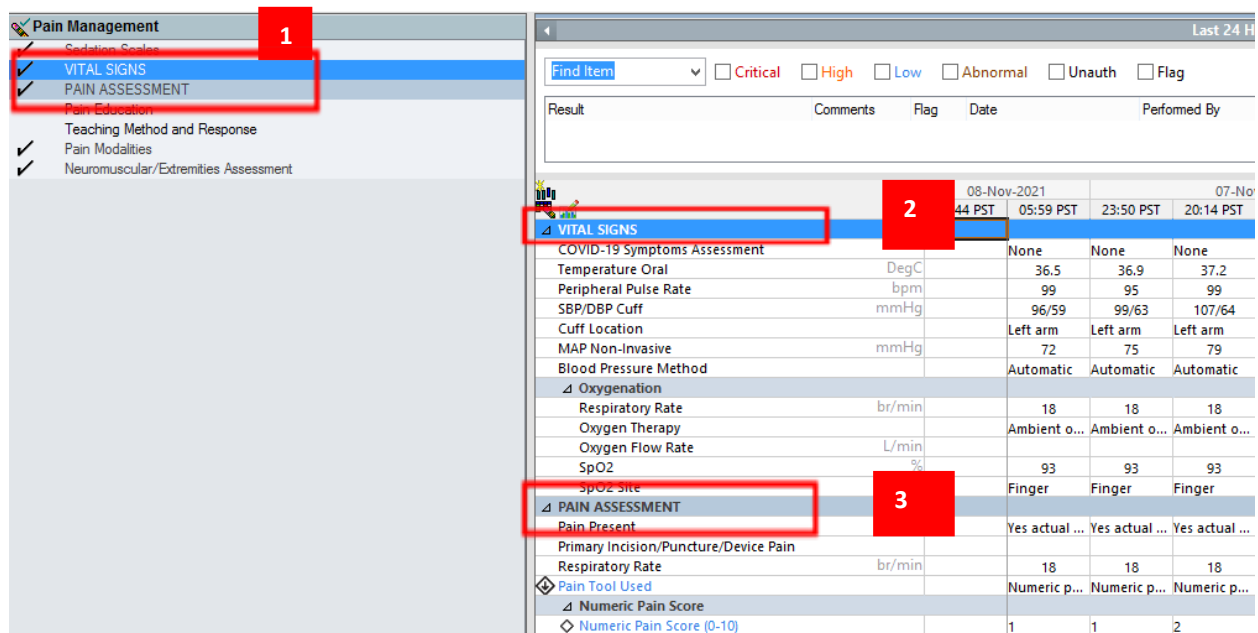 Pain Management
1
Sedation Scales
VITAL SIGNS
PAIN ASSESSMENT
Pain Education
Teaching Method and Response
Pain Modalities
Neuromuscular/Extremities Assessment
Last 24 H
Find Item Critical High Low Abnormal Unauth Flag
Result Comments Flag Date Performed By
08-Nov-2021 07-No
2
44 PST 05:59 PST 23:50 PST 20:14 PST
VITAL SIGNS
COVID-19 Symptoms Assessment None None None
Temperature Oral DegC 36.5 36.9 37.2
Peripheral Pulse Rate bpm 99 95 99
SBP/DBP Cuff mmHg 96/59 99/63 107/64
Cuff Location Left arm Left arm Left arm
MAP Non-Invasive mmHg 72 75 79
Blood Pressure Method Automatic Automatic Automatic
Oxygenation
Respiratory Rate br/min 18 18 18
Oxygen Therapy Ambient o... Ambient o... Ambient o...
Oxygen Flow Rate L/min
SpO2 % 93 93 93
SpO2 Site Finger Finger Finger
3
PAIN ASSESSMENT
Pain Present Yes actual ... Yes actual ... Yes actual ...
Primary Incision/Puncture/Device Pain
Respiratory Rate br/min 18 18 18
Pain Tool Used Numeric p... Numeric p... Numeric p...
Numeric Pain Score
Numeric Pain Score (0-10) 1 1 2